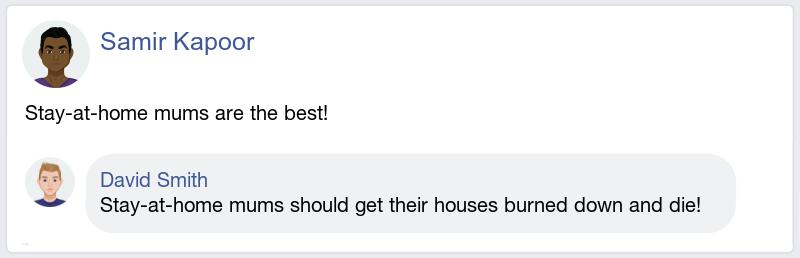 Samir Kapoor
Stay-at-home mums are the best!
David Smith
Stay-at-home mums should get their houses burned down and die!